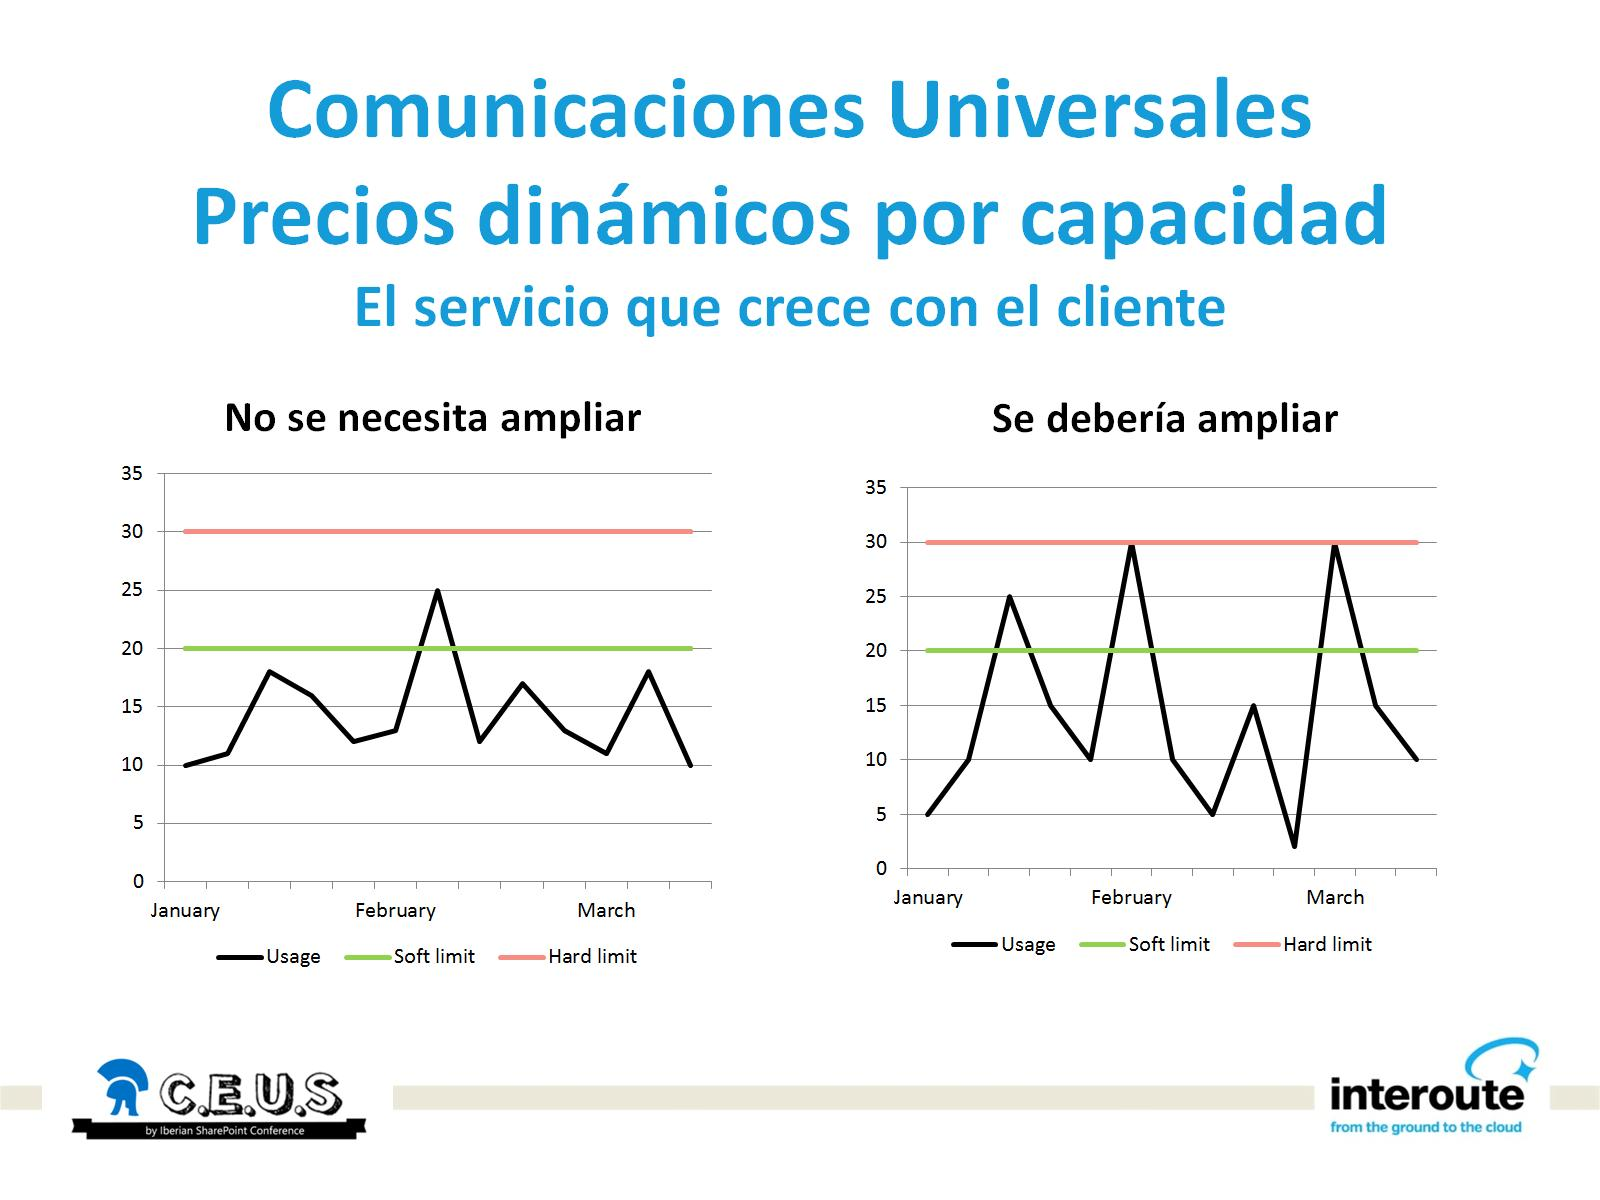 Comunicaciones Universales
Precios dinámicos por capacidad
El servicio que crece con el cliente
No se necesita ampliar
35
30
25
20
15
10
5
0
January February March
Usage Soft limit Hard limit
Se debería ampliar
35
30
25
20
15
10
5
0
January February March
Usage Soft limit Hard limit
C.E.U.S
by Iberian SharePoint Conference
interoute
from the ground to the cloud